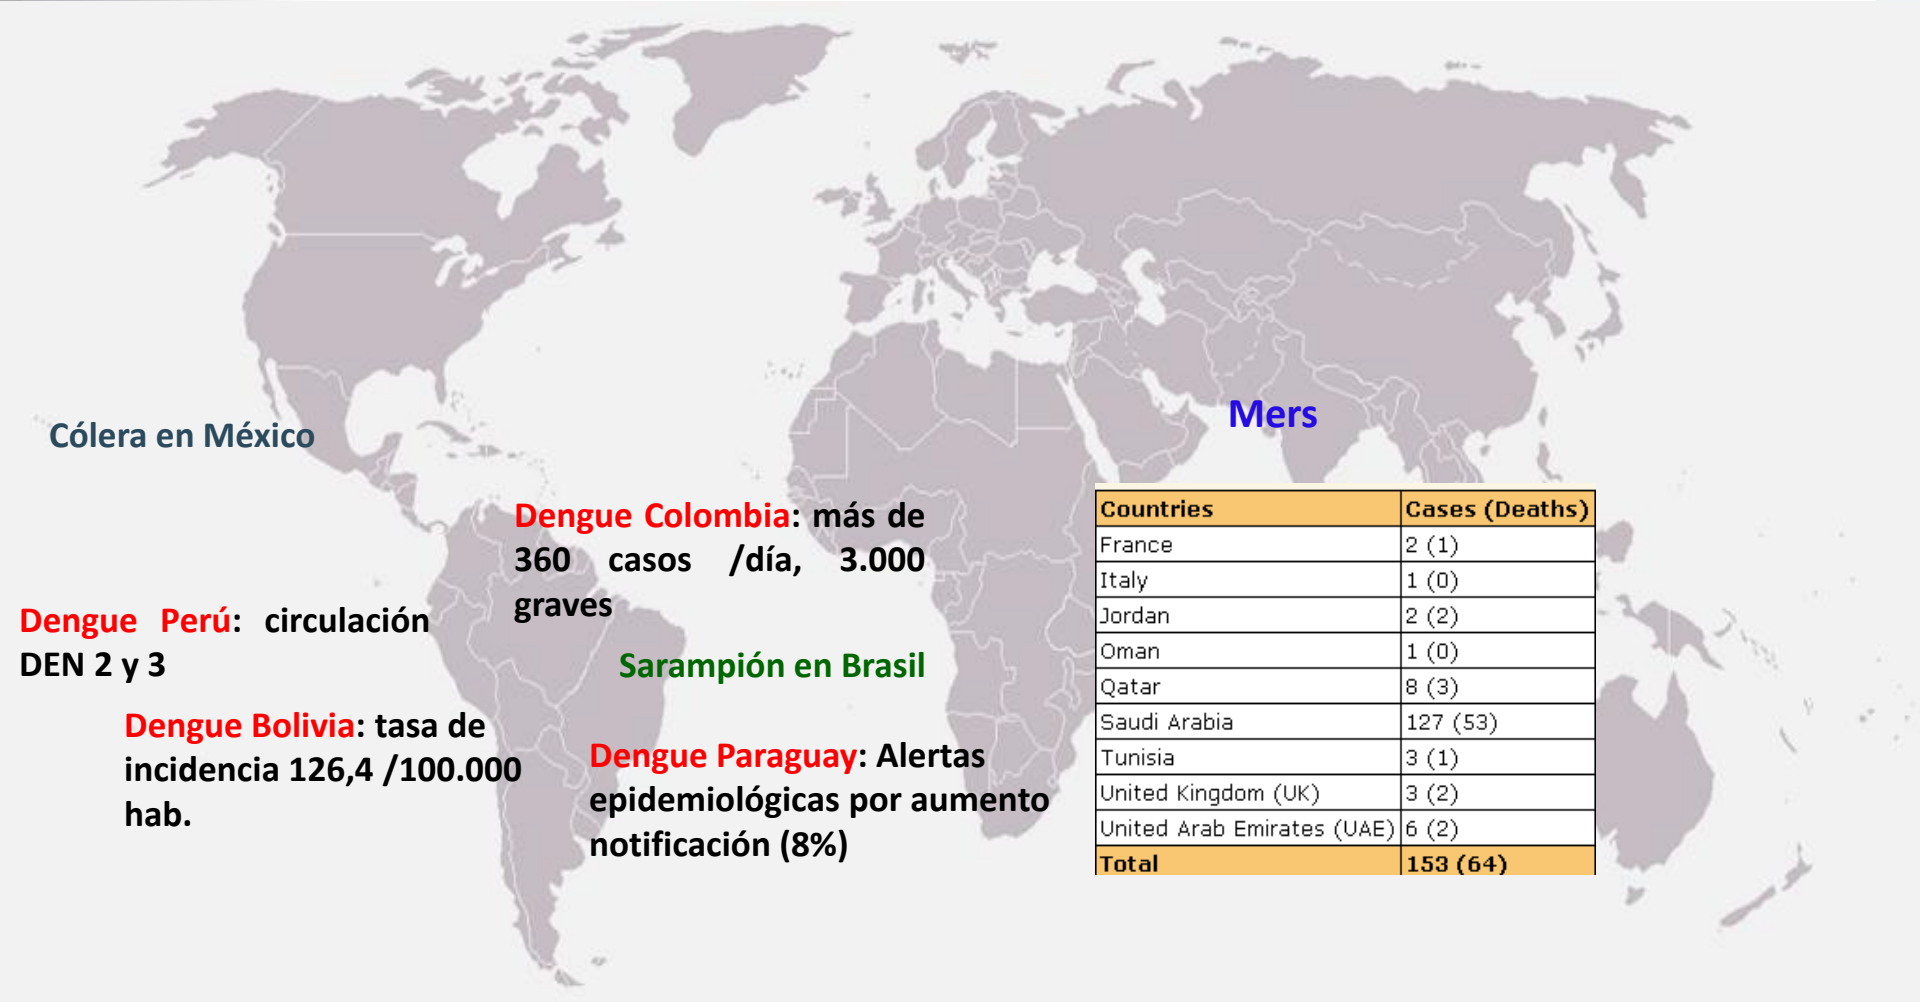 Mers
Cólera en México
Dengue Colombia: más de
360 casos /día, 3.000
graves
Dengue Perú: circulación
DEN 2 y 3
Sarampión en Brasil
Dengue Bolivia: tasa de
incidencia 126,4 /100.000
hab.
Dengue Paraguay: Alertas
epidemiológicas por aumento
notificación (8%)
Countries Cases (Deaths)
France 2 (1)
Italy 1 (0)
Jordan 2 (2)
Oman 1 (0)
Qatar 8 (3)
Saudi Arabia 127 (53)
Tunisia 3 (1)
United Kingdom (UK) 3 (2)
United Arab Emirates (UAE) 6 (2)
Total 153 (64)